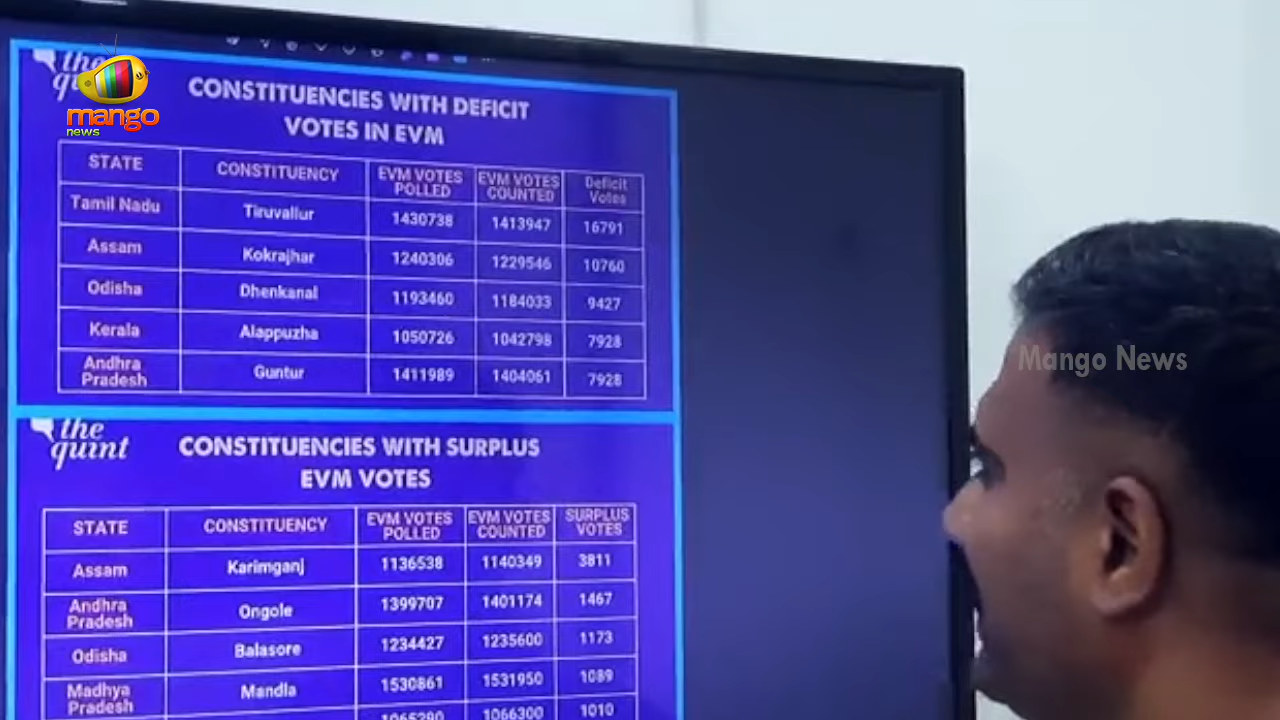 the
qu
mango
news
CONSTITUENCIES WITH DEFICIT
VOTES IN EVM
STATE CONSTITUENCY EVM VOTES POLLED EVM VOTES COUNTED Deficit Votes
Tamil Nadu Tiruvallur 1430738 1413947 16791
Assam Kokrajhar 1240306 1229546 10760
Odisha Dhenkanal 1193460 1184033 9427
Kerala Alappuzha 1050726 1042798 7928
Andhra Pradesh Guntur 1411989 1404061 7928
the
quint
CONSTITUENCIES WITH SURPLUS
EVM VOTES
STATE CONSTITUENCY EVM VOTES POLLED EVM VOTES COUNTED SURPLUS VOTES
Assam Karimganj 1136538 1140349 3811
Andhra Pradesh Ongole 1399707 1401174 1467
Odisha Balasore 1234427 1235600 1173
Madhya Pradesh Mandla 1530861 1531950 1089
1065290 1066300 1010
Mango News